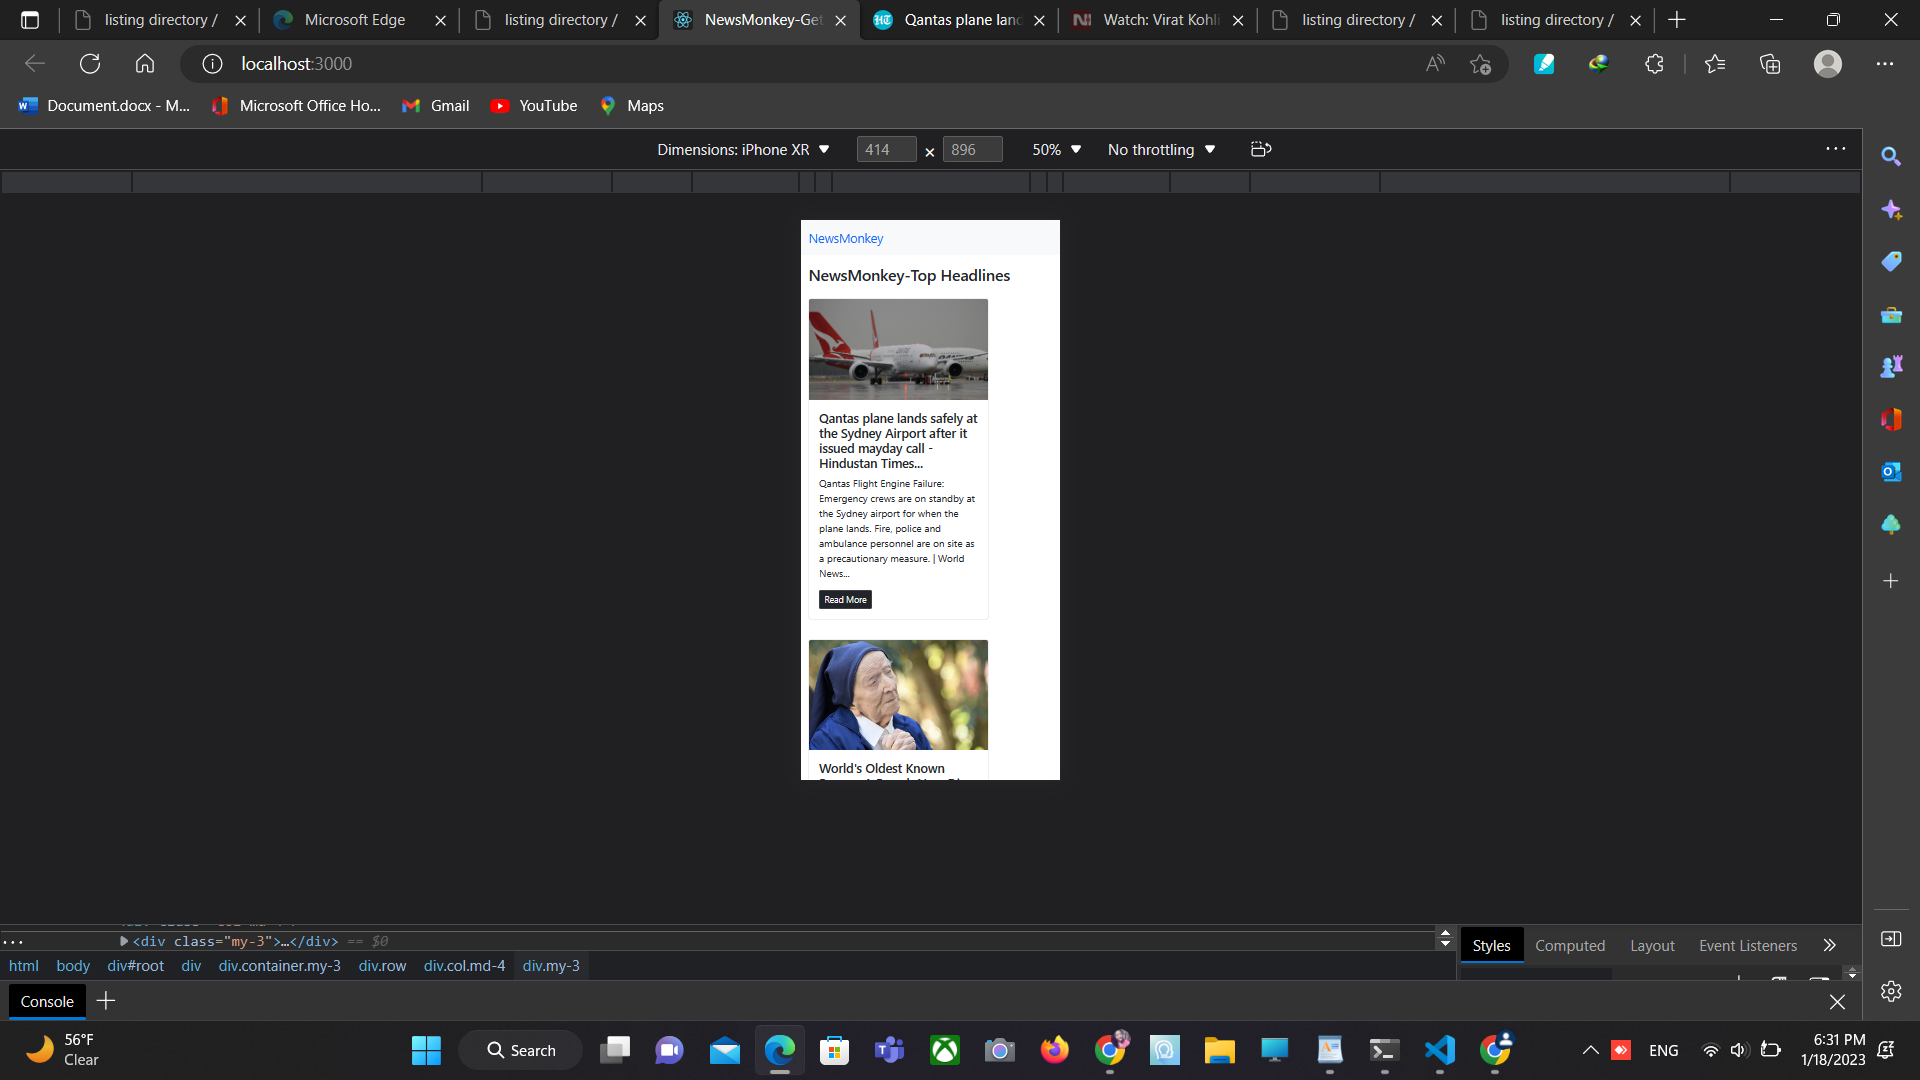 listing directory /
Microsoft Edge
listing directory /
NewsMonkey-Get
Qantas plane land
Watch: Virat Kohli
listing directory /
listing directory /
localhost:3000
Document.docx - M...
Microsoft Office Ho...
Gmail
YouTube
Maps
Dimensions: iPhone XR
414 × 896
50%
No throttling
NewsMonkey
NewsMonkey-Top Headlines
Qantas plane lands safely at
the Sydney Airport after it
issued mayday call -
Hindustan Times...
Qantas Flight Engine Failure:
Emergency crews are on standby at
the Sydney airport for when the
plane lands. Fire, police and
ambulance personnel are on site as
a precautionary measure. | World
News...
Read More
World's Oldest Known
... <div class="my-3">…</div> == $0
Styles Computed Layout Event Listeners
html body div#root div div.container.my-3 div.row div.col.md-4 div.my-3
Console
56°F
Clear
Search
ENG
6:31 PM
1/18/2023